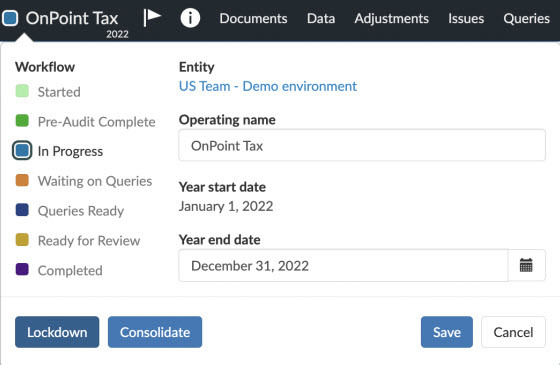 OnPoint Tax
2022
i
Documents
Data
Adjustments
Issues
Queries
Workflow
Started
Pre-Audit Complete
In Progress
Waiting on Queries
Queries Ready
Ready for Review
Completed
Entity
US Team - Demo environment
Operating name
OnPoint Tax
Year start date
January 1, 2022
Year end date
December 31, 2022
Lockdown
Consolidate
Save
Cancel